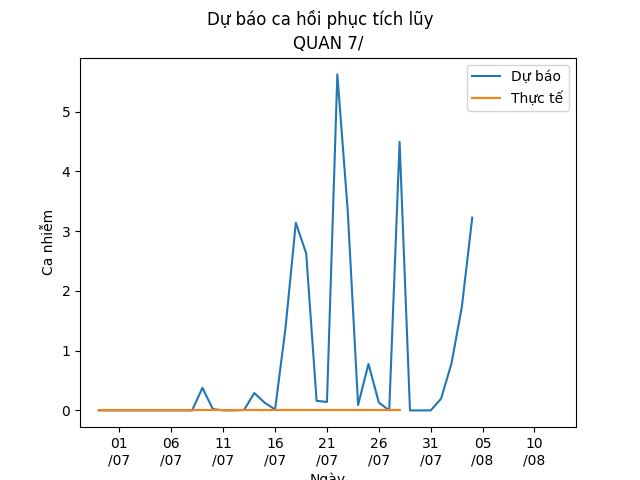 Dự báo ca hồi phục tích lũy
QUAN 7/
Dự báo
Thực tế
Ca nhiễm
5
4
3
2
1
0
01 06 11 16 21 26 31 05 10
/07 /07 /07 /07 /07 /07 /07 /08 /08
Ngày